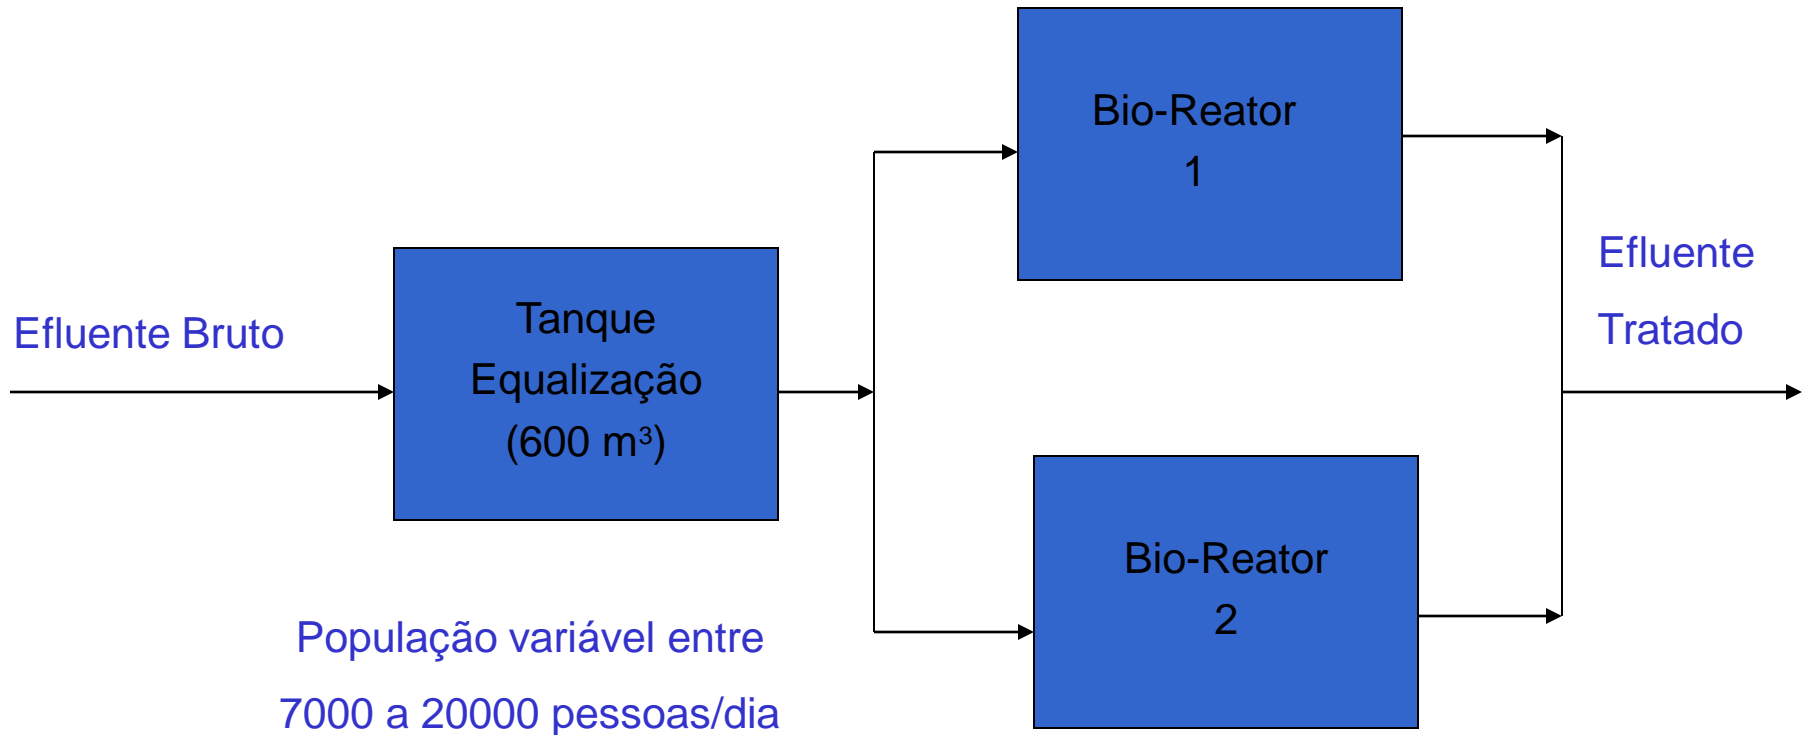 Efluente Bruto
Tanque
Equalização
(600 m³)
Bio-Reator
1
Bio-Reator
2
Efluente
Tratado
População variável entre
7000 a 20000 pessoas/dia